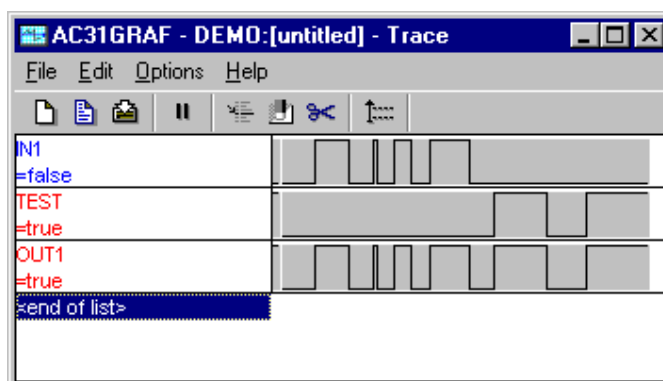 AC31GRAF - DEMO:[untitled] - Trace
File Edit Options Help
IN1
=false
TEST
=true
OUT1
=true
<end of list>